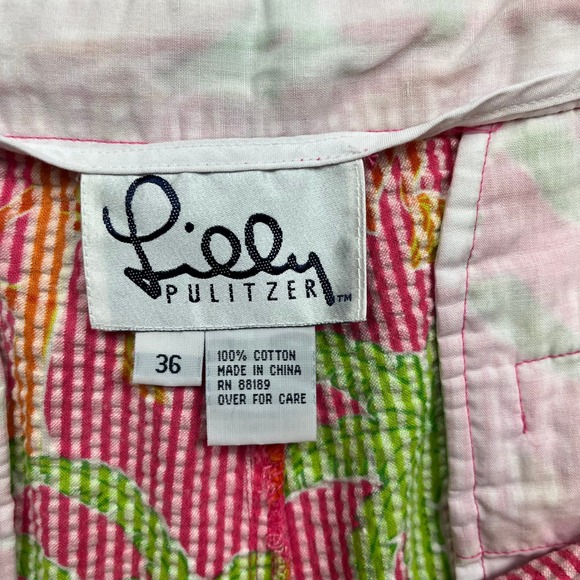 Lilly
PULITZER™
36
100% COTTON
MADE IN CHINA
RN 88189
OVER FOR CARE